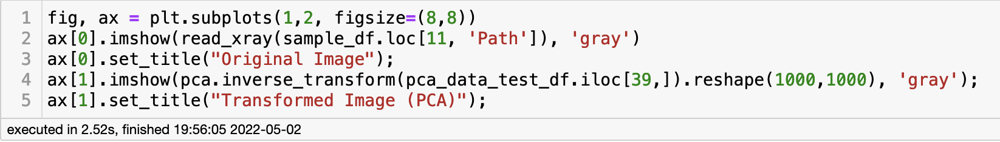 1 fig, ax = plt.subplots(1,2, figsize=(8,8))
2 ax[0].imshow(read_xray(sample_df.loc[11, 'Path']), 'gray')
3 ax[0].set_title("Original Image");
4 ax[1].imshow(pca.inverse_transform(pca_data_test_df.iloc[39,]).reshape(1000,1000), 'gray');
5 ax[1].set_title("Transformed Image (PCA)");
executed in 2.52s, finished 19:56:05 2022-05-02